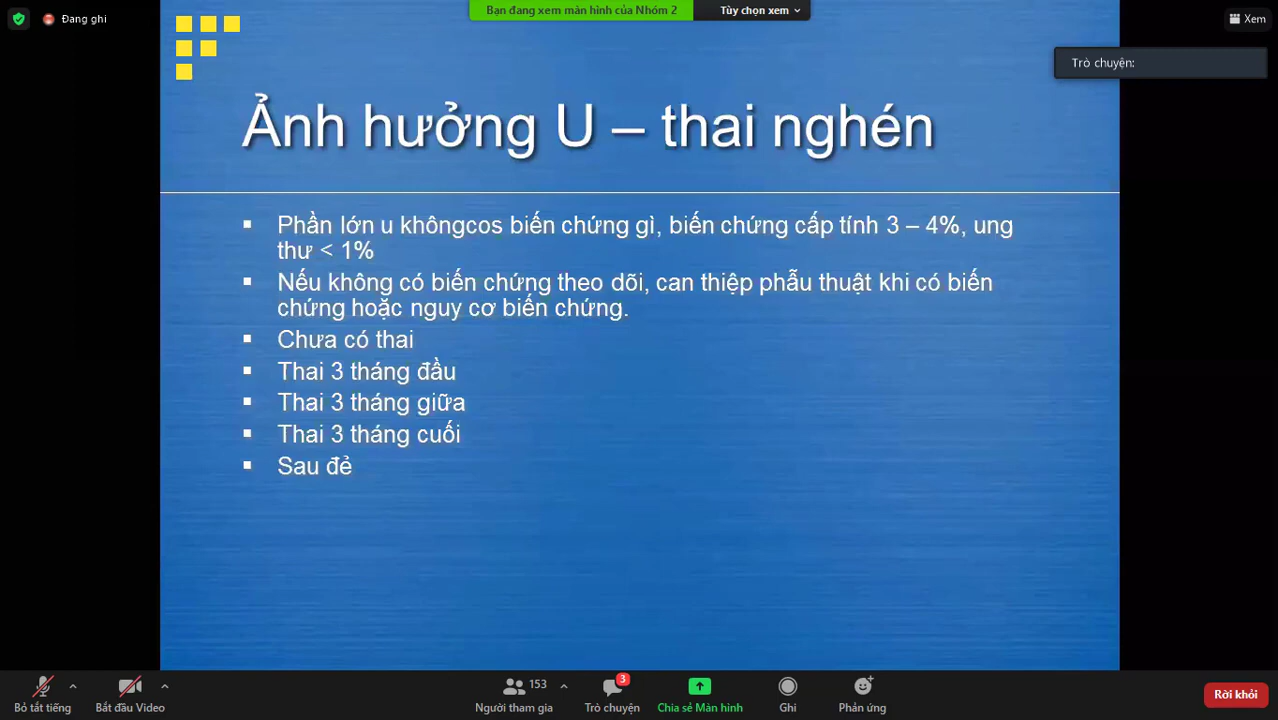 Đang ghi
Bạn đang xem màn hình của Nhóm 2
Tùy chọn xem
Xem
Trò chuyện:
Ảnh hưởng U – thai nghén
Phần lớn u khôngcos biến chứng gì, biến chứng cấp tính 3 – 4%, ung
thư < 1%
Nếu không có biến chứng theo dõi, can thiệp phẫu thuật khi có biến
chứng hoặc nguy cơ biến chứng.
Chưa có thai
Thai 3 tháng đầu
Thai 3 tháng giữa
Thai 3 tháng cuối
Sau đẻ
153
3
Bỏ tắt tiếng
Bắt đầu Video
Người tham gia
Trò chuyện
Chia sẻ Màn hình
Ghi
Phản ứng
Rời khỏi